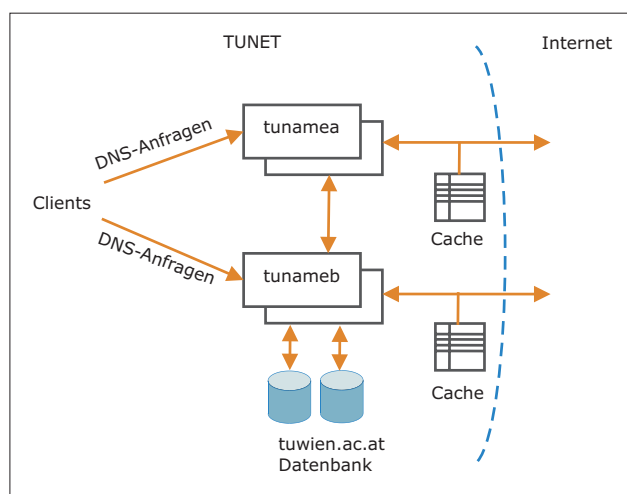 TUNET
Internet
DNS-Anfragen
tunamea
Clients
Cache
DNS-Anfragen
tunameb
Cache
tuwien.ac.at
Datenbank